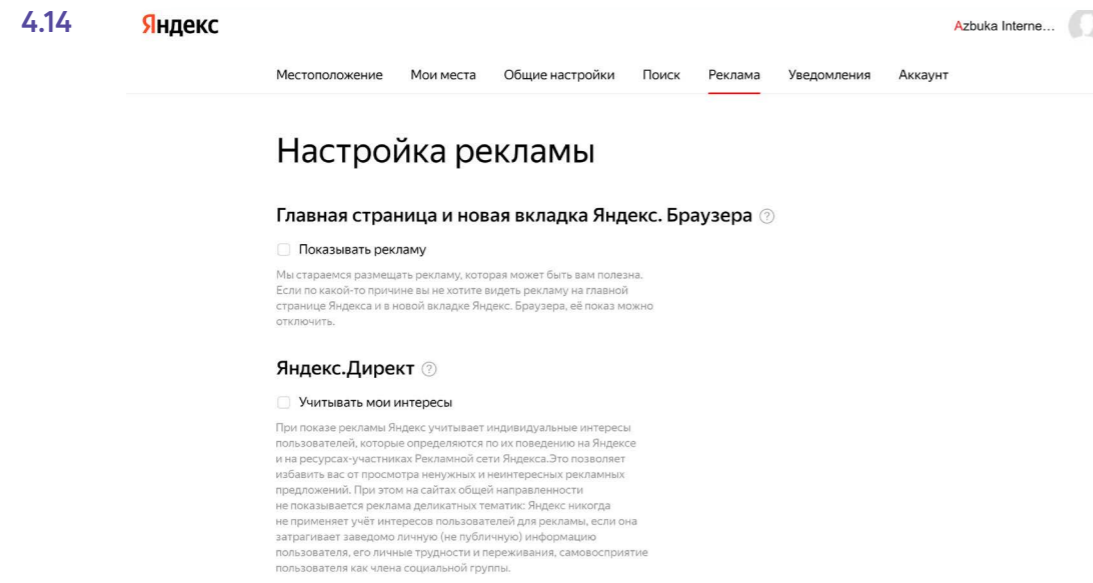 4.14
Яндекс
Azbuka Interne...
Местоположение Мои места Общие настройки Поиск Реклама Уведомления Аккаунт
Настройка рекламы
Главная страница и новая вкладка Яндекс. Браузера ?
Показывать рекламу
Мы стараемся размещать рекламу, которая может быть вам полезна.
Если по какой-то причине вы не хотите видеть рекламу на главной
странице Яндекса и в новой вкладке Яндекс. Браузера, её показ можно
отключить.
Яндекс.Директ ?
Учитывать мои интересы
При показе рекламы Яндекс учитывает индивидуальные интересы
пользователей, которые определяются по их поведению на Яндексе
и на ресурсах-участниках Рекламной сети Яндекса.Это позволяет
избавить вас от просмотра ненужных и неинтересных рекламных
предложений. При этом на сайтах общей направленности
не показывается реклама деликатных тематик: Яндекс никогда
не применяет учёт интересов пользователей для рекламы, если она
затрагивает заведомо личную (не публичную) информацию
пользователя, его личные трудности и переживания, самовосприятие
пользователя как члена социальной группы.